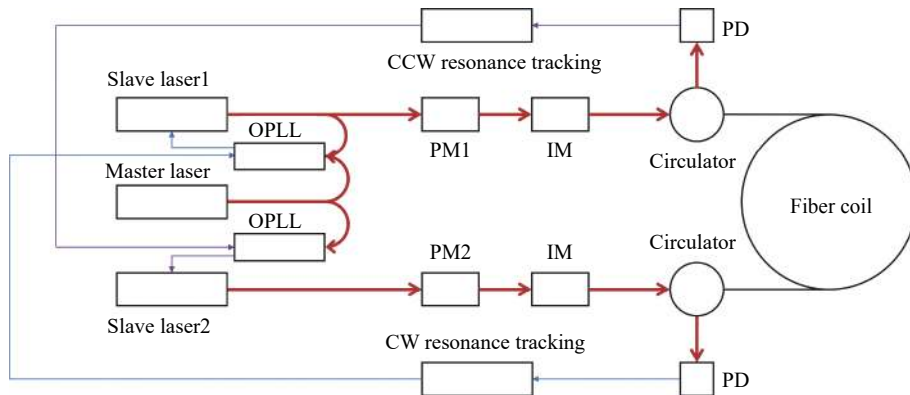 PD
CCW resonance tracking
Slave laser1
OPLL
PM1
IM
Circulator
Master laser
OPLL
Fiber coil
Circulator
PM2
IM
Slave laser2
CW resonance tracking
PD